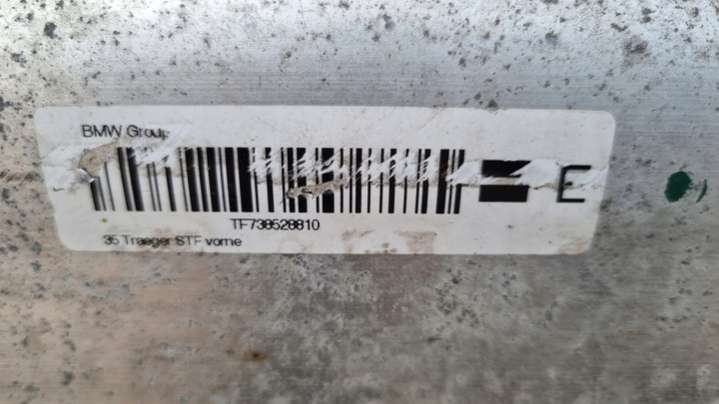 BMW Group
E
TF738528810
35 Traeger STF vorne